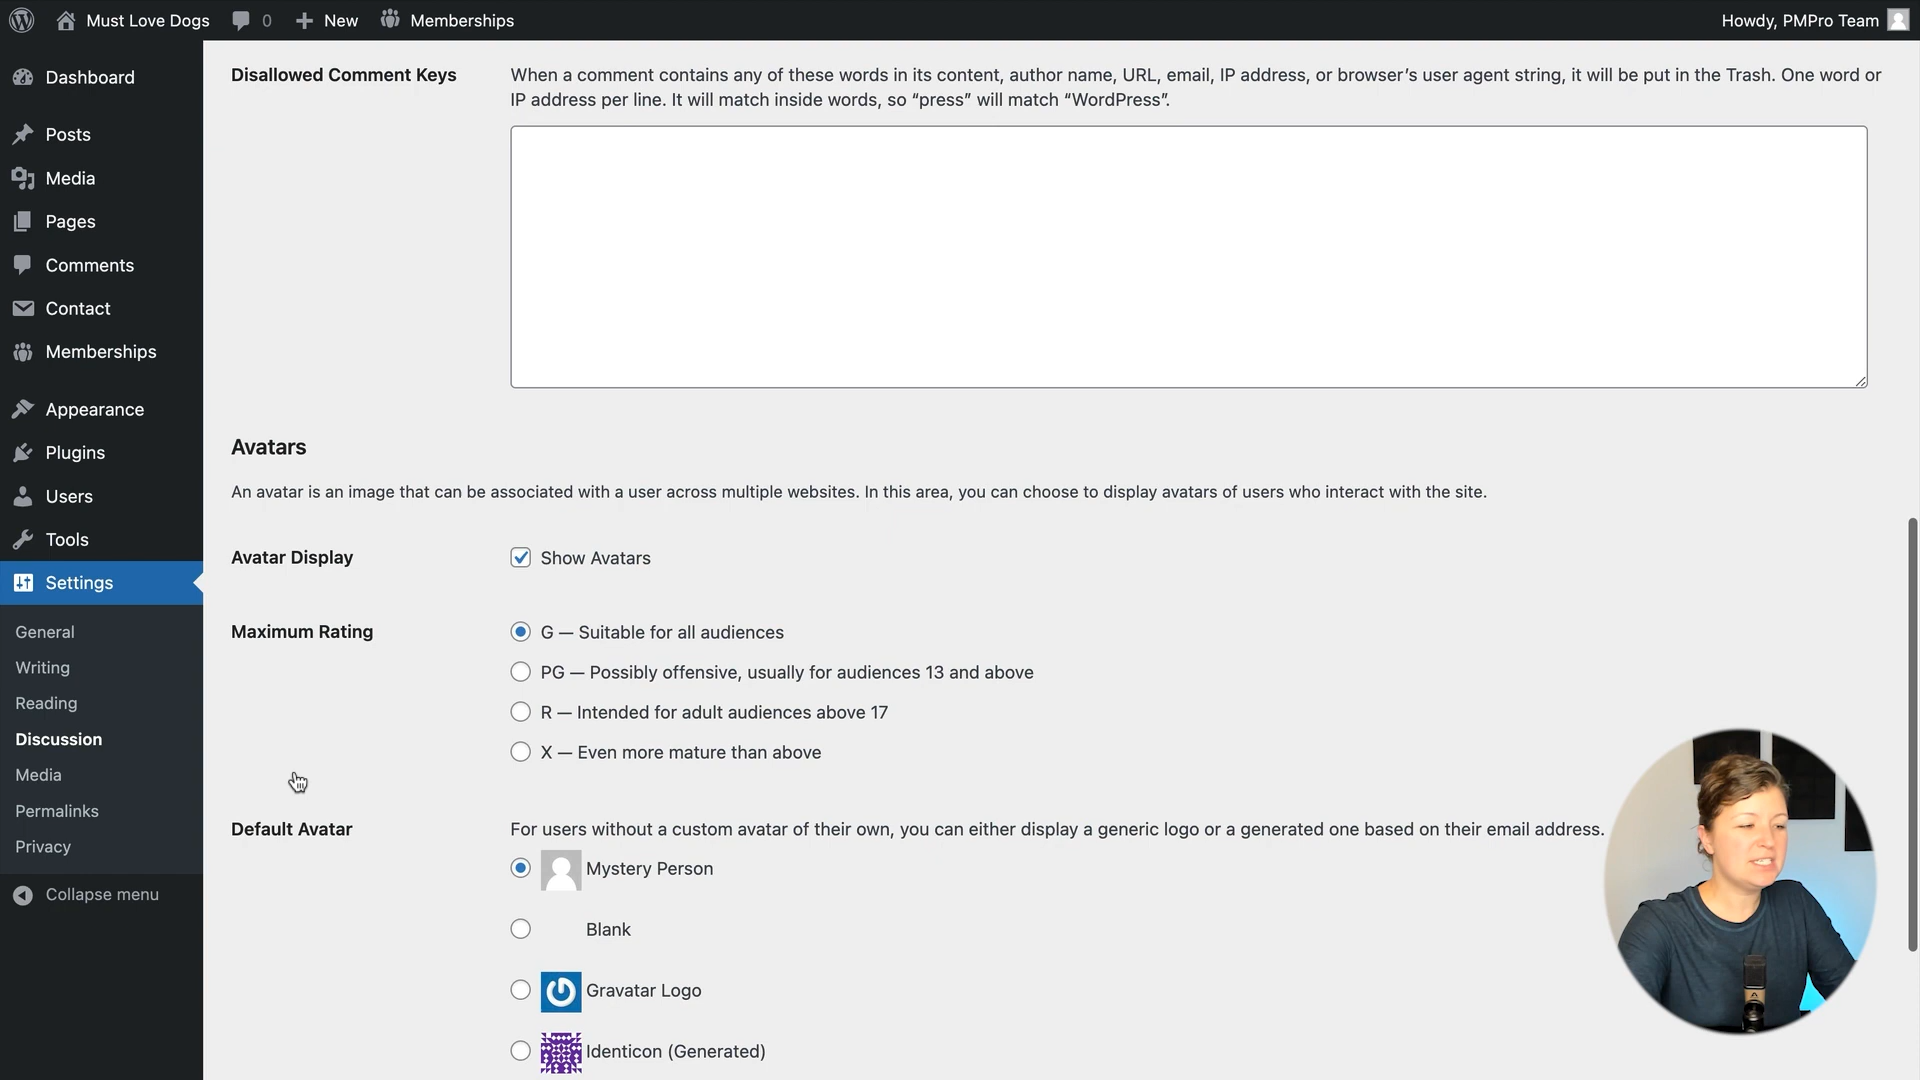 Must Love Dogs
0
New
Memberships
Howdy, PMPro Team
Dashboard
Posts
Media
Pages
Comments
Contact
Memberships
Appearance
Plugins
Users
Tools
Settings
General
Writing
Reading
Discussion
Media
Permalinks
Privacy
Collapse menu
Disallowed Comment Keys
When a comment contains any of these words in its content, author name, URL, email, IP address, or browser’s user agent string, it will be put in the Trash. One word or
IP address per line. It will match inside words, so “press” will match “WordPress”.
Avatars
An avatar is an image that can be associated with a user across multiple websites. In this area, you can choose to display avatars of users who interact with the site.
Avatar Display
Show Avatars
Maximum Rating
G — Suitable for all audiences
PG — Possibly offensive, usually for audiences 13 and above
R — Intended for adult audiences above 17
X — Even more mature than above
Default Avatar
For users without a custom avatar of their own, you can either display a generic logo or a generated one based on their email address.
Mystery Person
Blank
Gravatar Logo
Identicon (Generated)